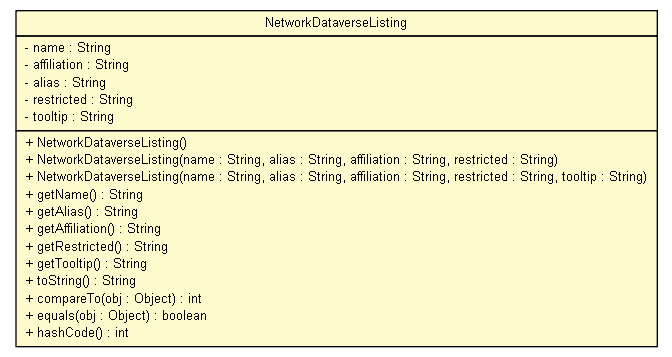 NetworkDataverseListing
- name : String
- affiliation : String
- alias : String
- restricted : String
- tooltip : String
+ NetworkDataverseListing()
+ NetworkDataverseListing(name : String, alias : String, affiliation : String, restricted : String)
+ NetworkDataverseListing(name : String, alias : String, affiliation : String, restricted : String, tooltip : String)
+ getName() : String
+ getAlias() : String
+ getAffiliation() : String
+ getRestricted() : String
+ getTooltip() : String
+ toString() : String
+ compareTo(obj : Object) : int
+ equals(obj : Object) : boolean
+ hashCode() : int